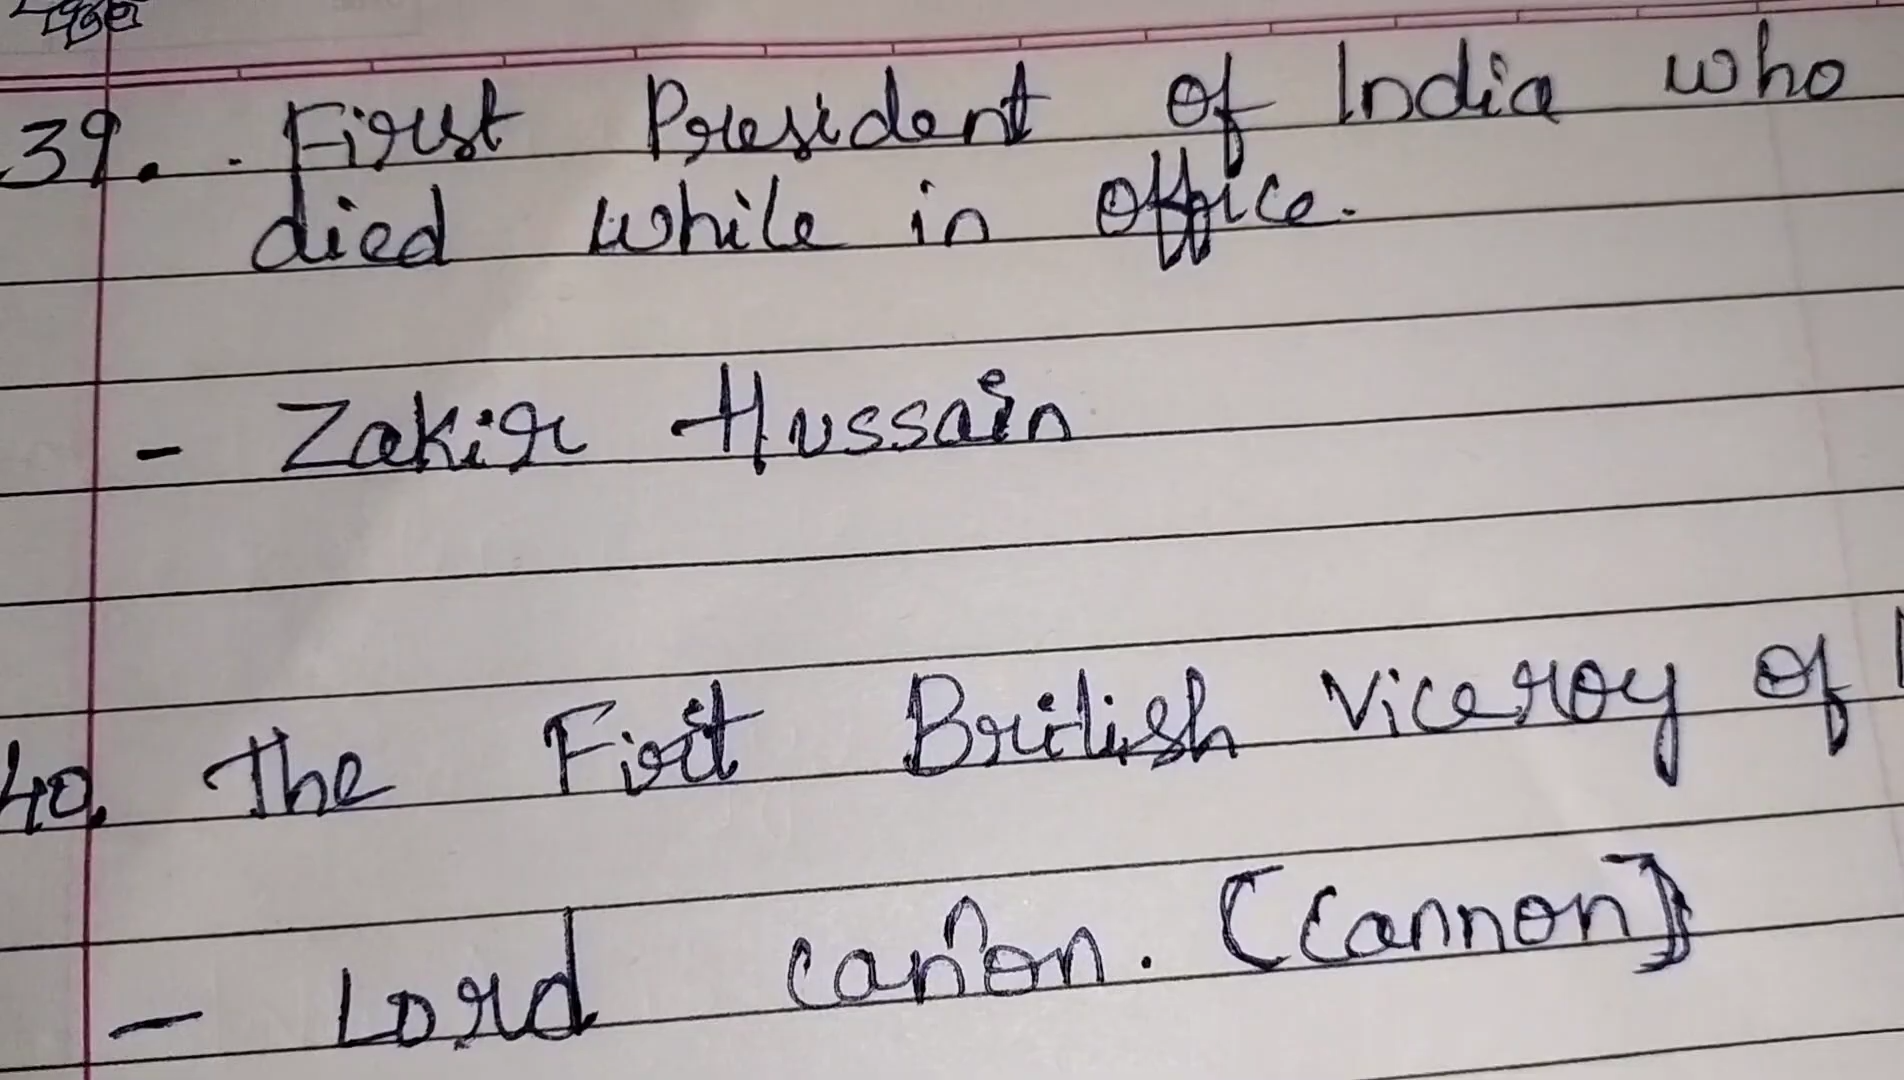 39. . First President of India who
died while in office.
- Zakir Hussain
40. The First British Viceroy of
- Lord canon. [Cannon]